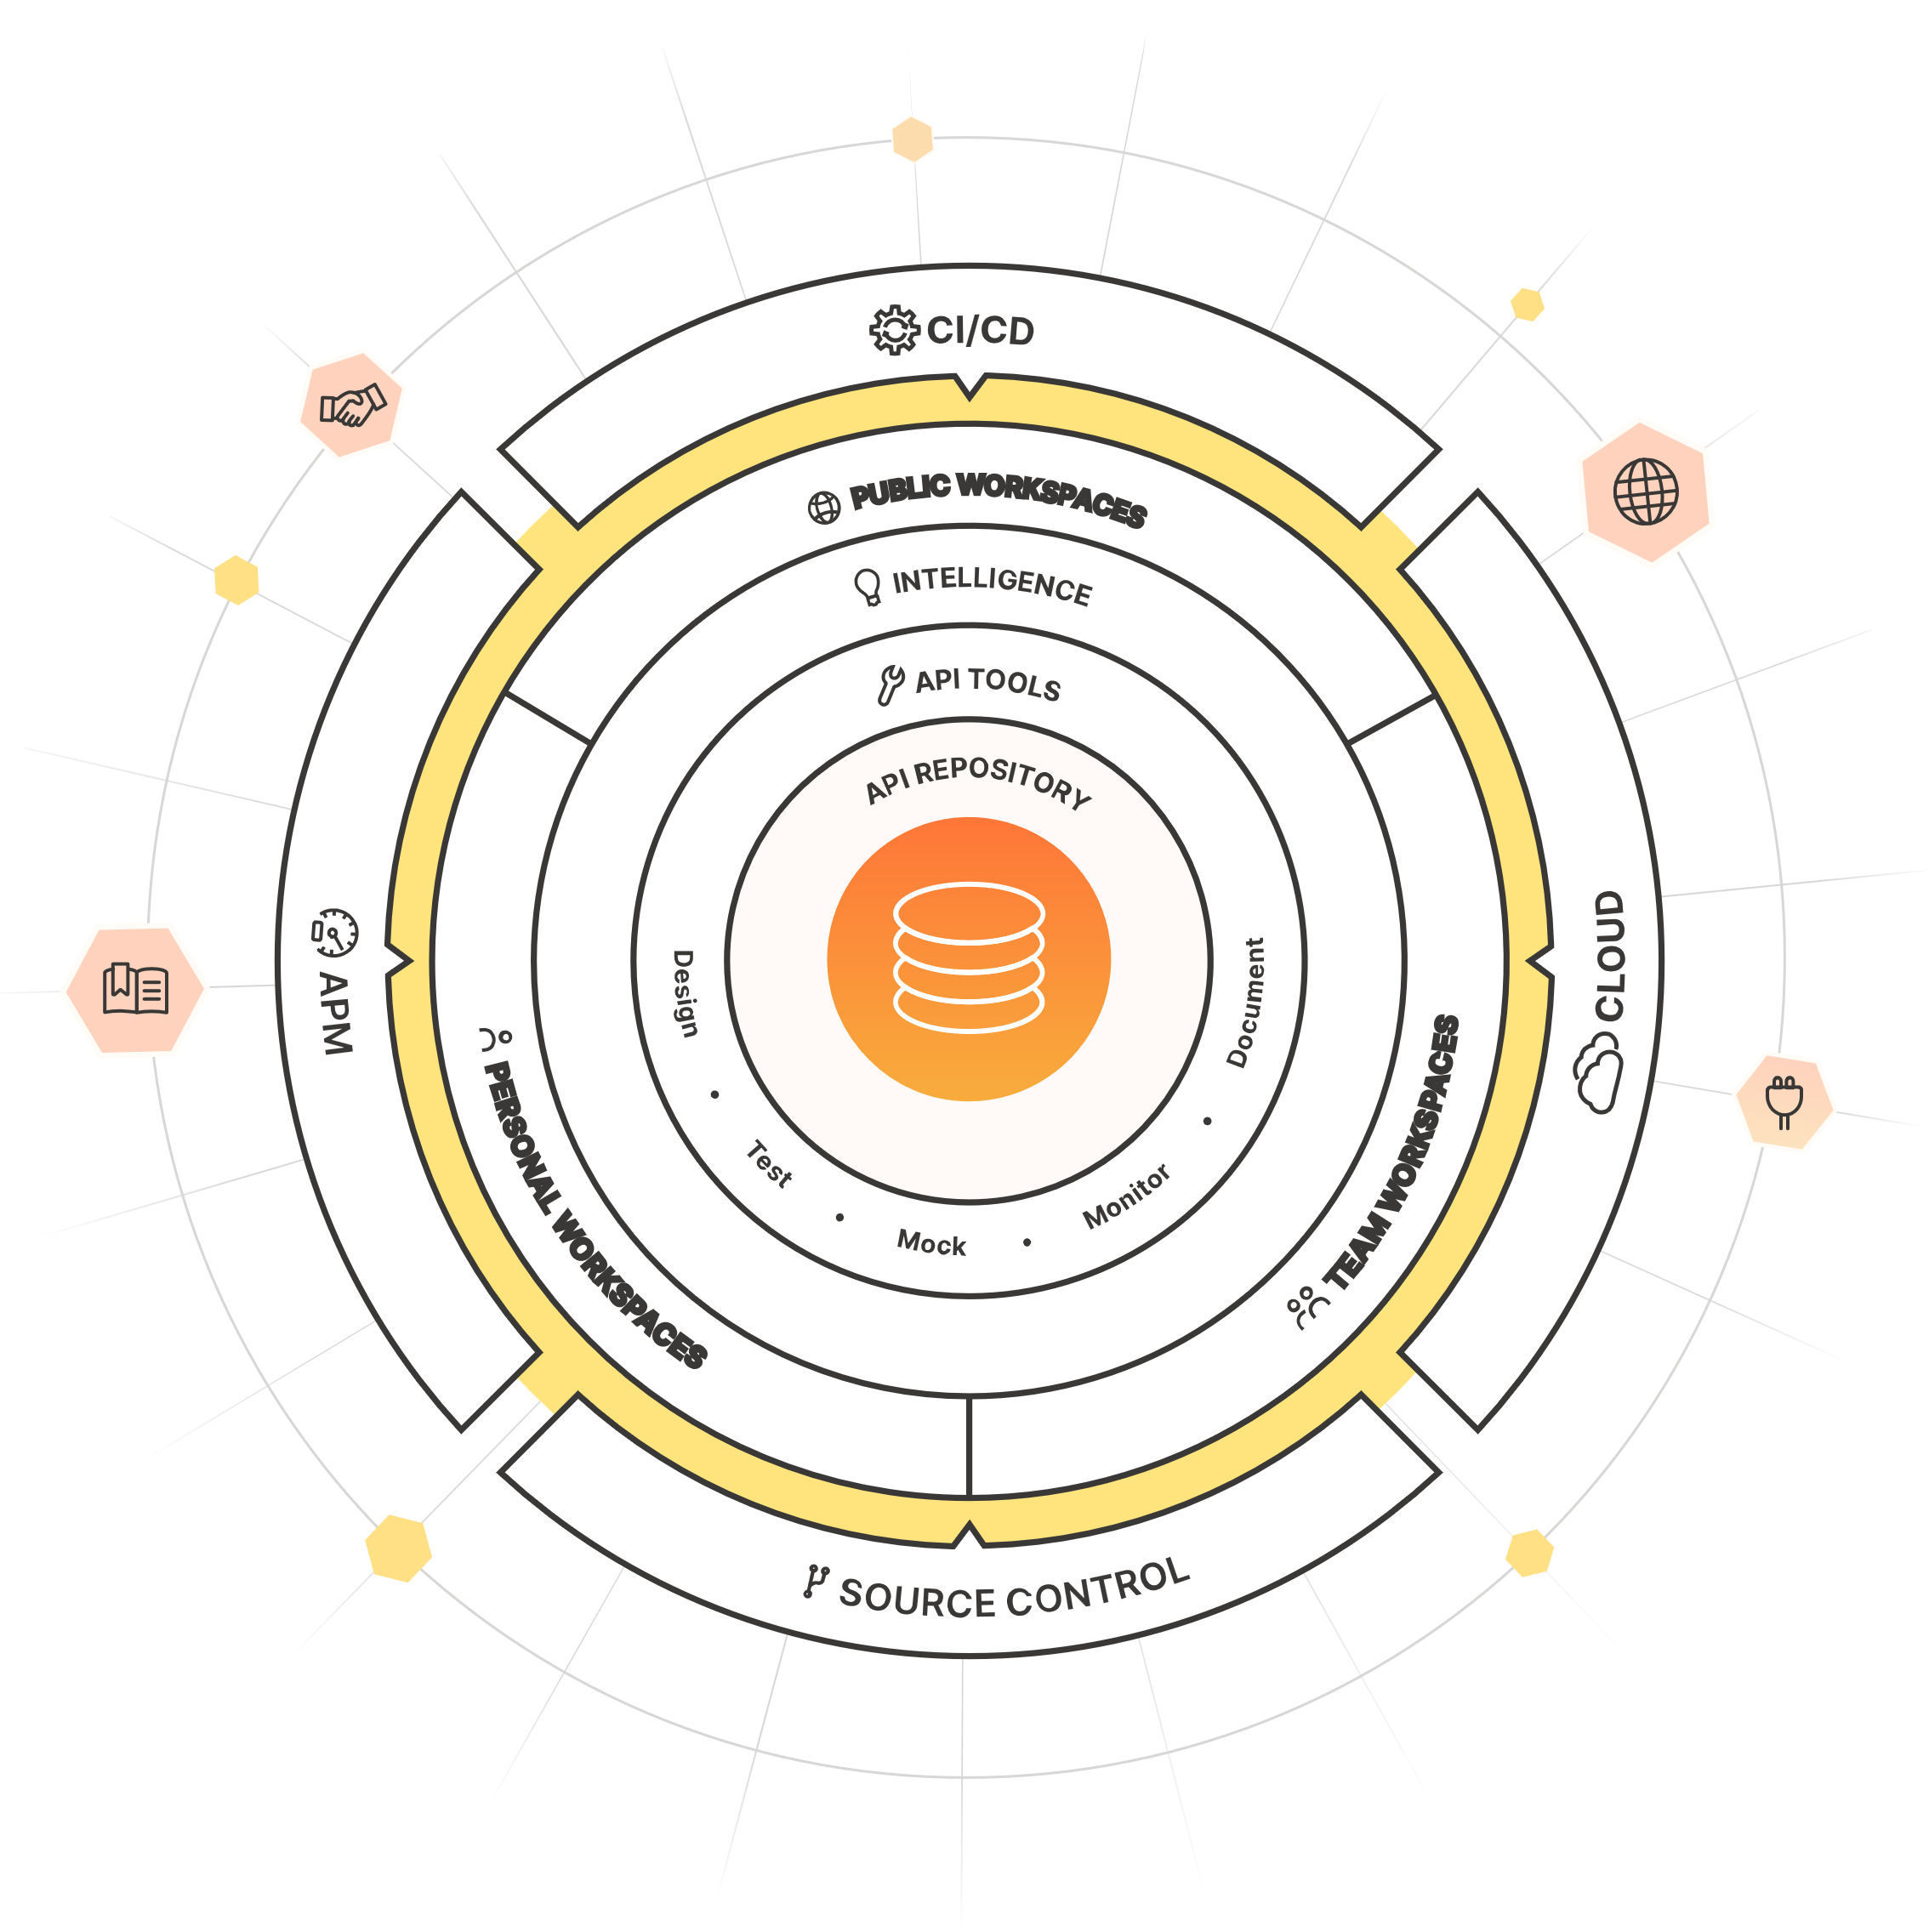 CI/CD
PUBLIC WORKSPACES
INTELLIGENCE
API TOOLS
API REPOSITORY
APM
CLOUD
Design
Document
PERSONAL WORKSPACES
TEAM WORKSPACES
Test
Monitor
Mock
SOURCE CONTROL